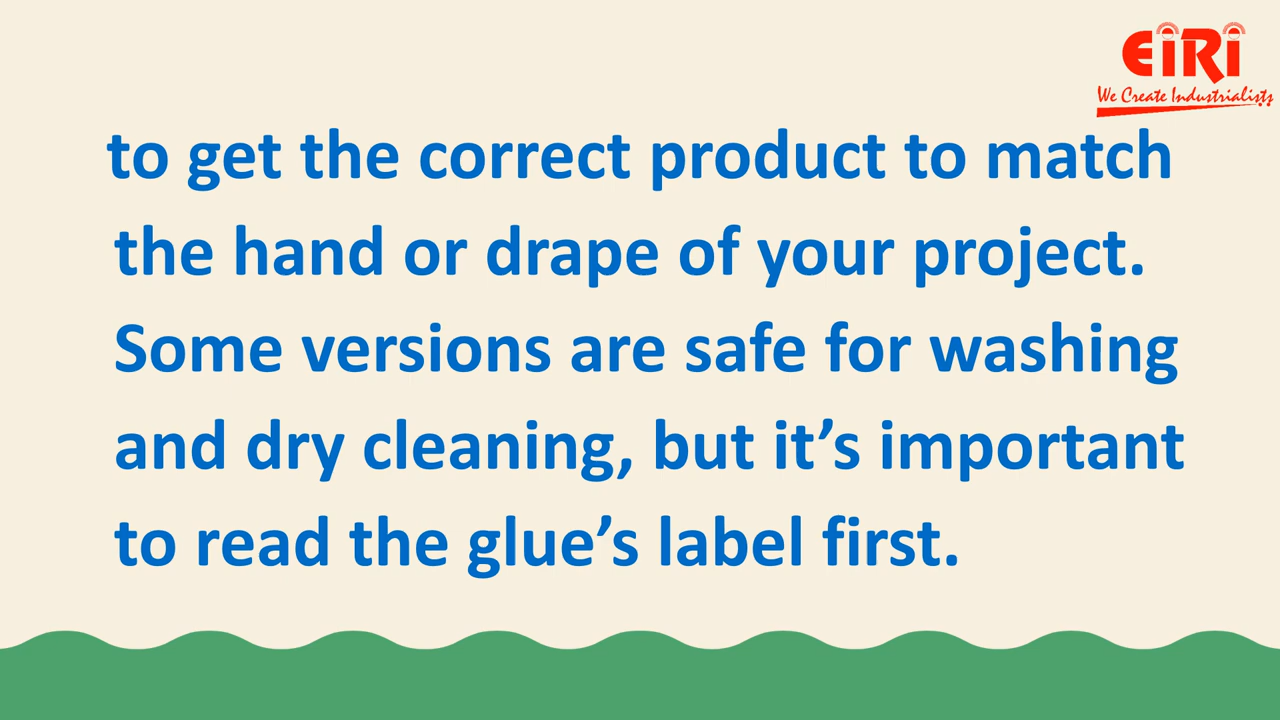 EiRi
We Create Industrialists
to get the correct product to match
the hand or drape of your project.
Some versions are safe for washing
and dry cleaning, but it’s important
to read the glue’s label first.